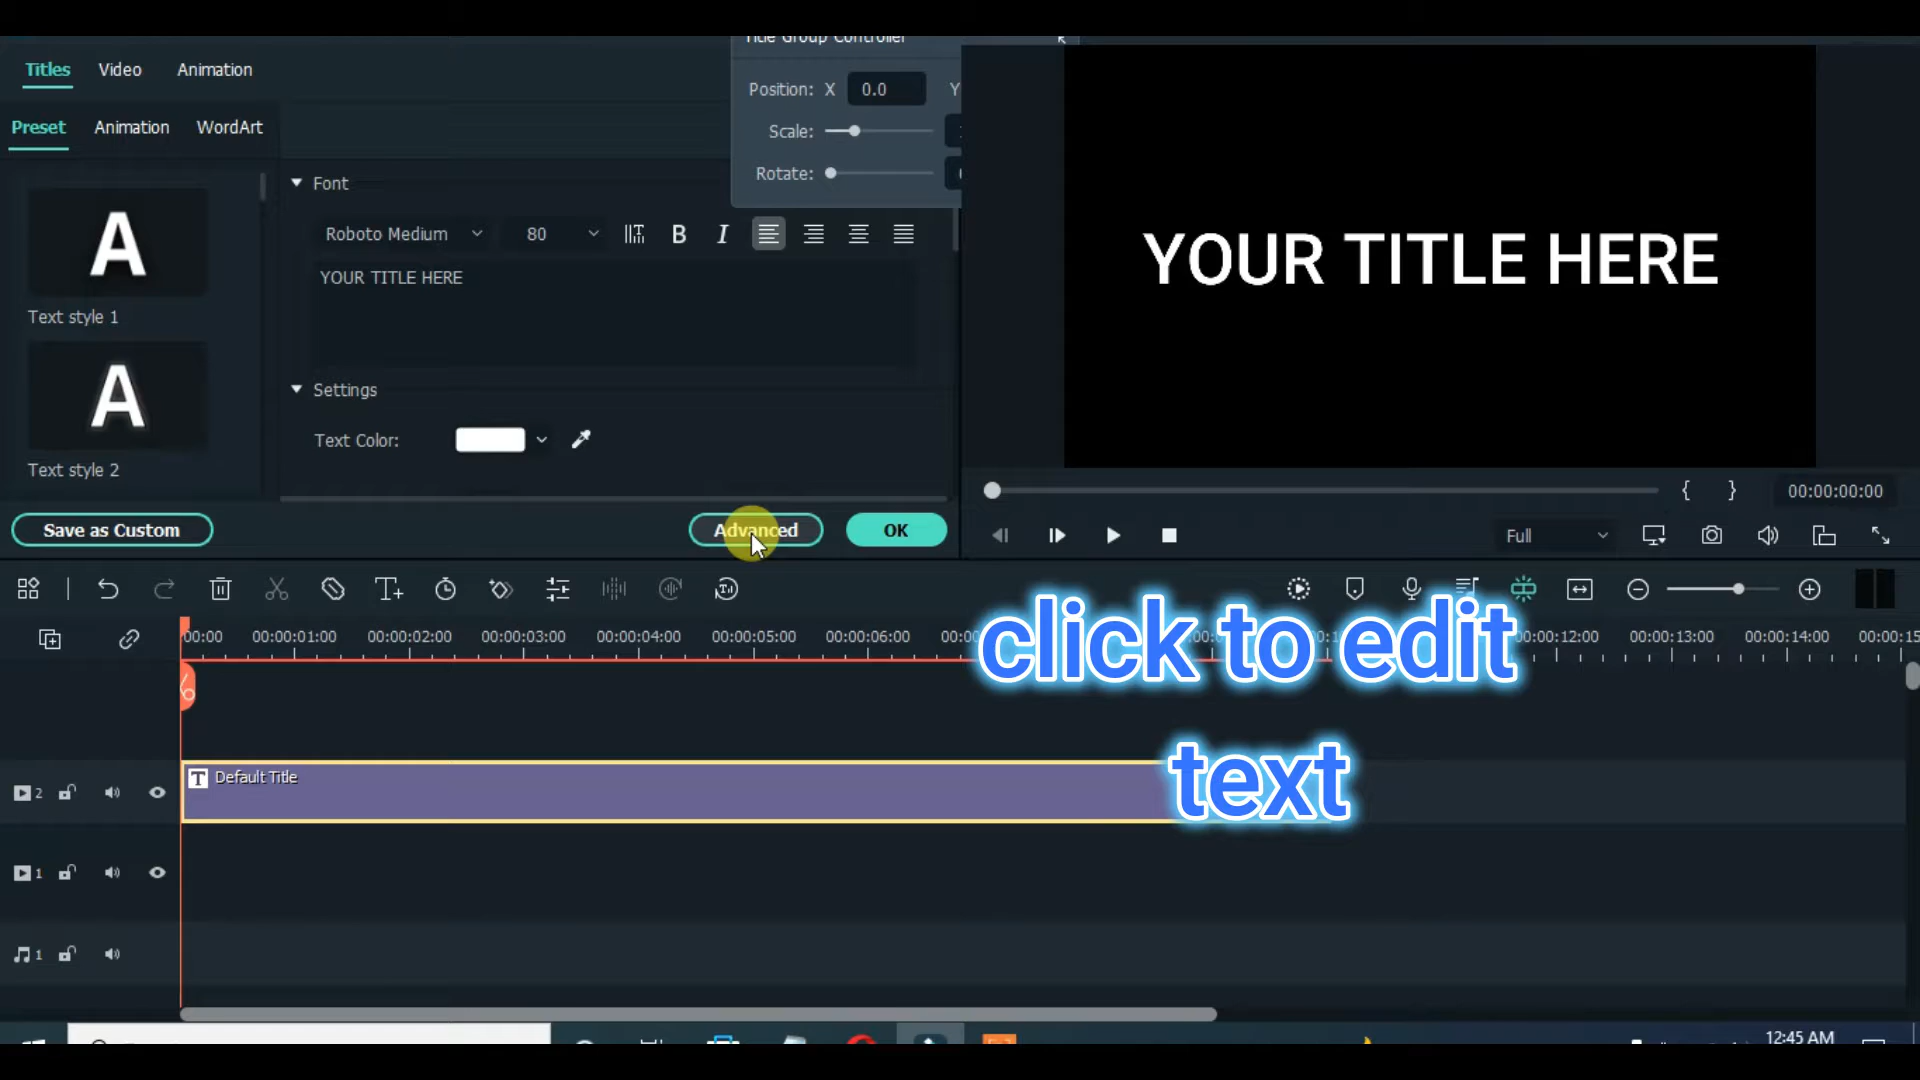 Title Group Controller
Titles Video Animation
Position: X 0.0 Y
Preset Animation WordArt
Scale:
Rotate:
Font
Roboto Medium 80 B I
YOUR TITLE HERE
YOUR TITLE HERE
Text style 1
Settings
Text Color:
Text style 2
{ } 00:00:00:00
Save as Custom Advanced OK
Full
click to edit
text
00:00 00:00:01:00 00:00:02:00 00:00:03:00 00:00:04:00 00:00:05:00 00:00:06:00 00:00:12:00 00:00:13:00 00:00:14:00 00:00:15
T Default Title
2
1
1
12:45 AM